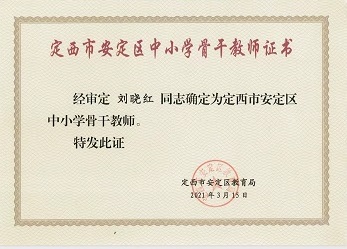 定西市安定区中小学骨干教师证书
经审定 刘晓红 同志确定为定西市安定区
中小学骨干教师。
特发此证
定西市安定区教育局
2021年3月15日